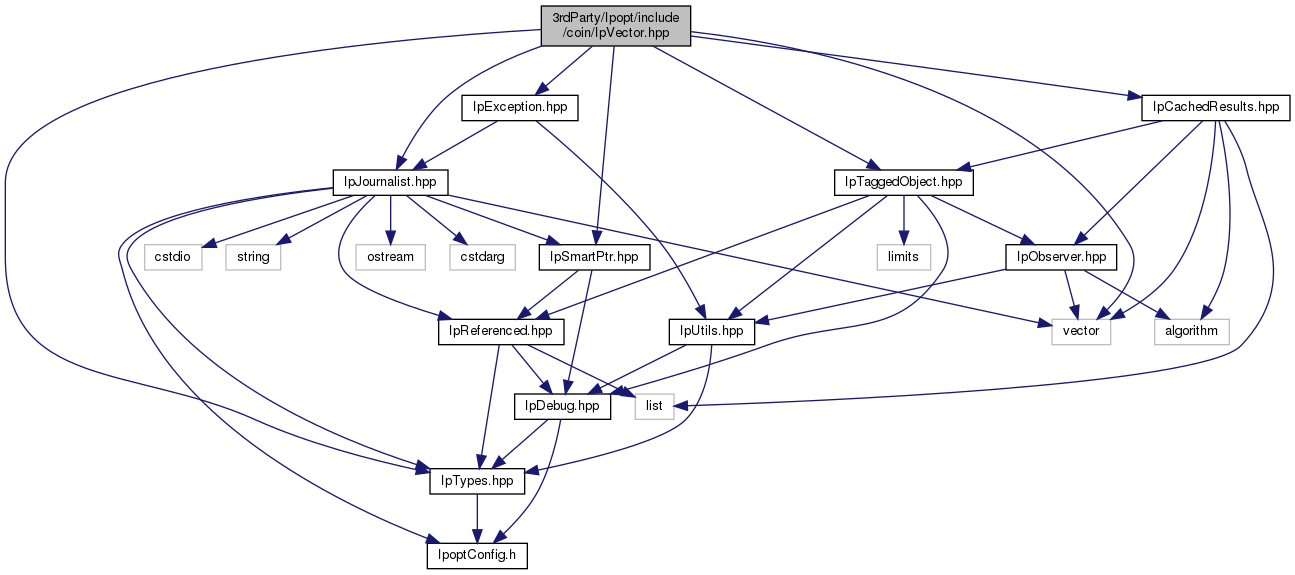 3rdParty/Ipopt/include
/coin/IpVector.hpp
IpException.hpp
IpCachedResults.hpp
IpJournalist.hpp
IpTaggedObject.hpp
cstdio
string
ostream
cstdarg
IpSmartPtr.hpp
limits
IpObserver.hpp
IpReferenced.hpp
IpUtils.hpp
vector
algorithm
IpDebug.hpp
list
IpTypes.hpp
IpoptConfig.h